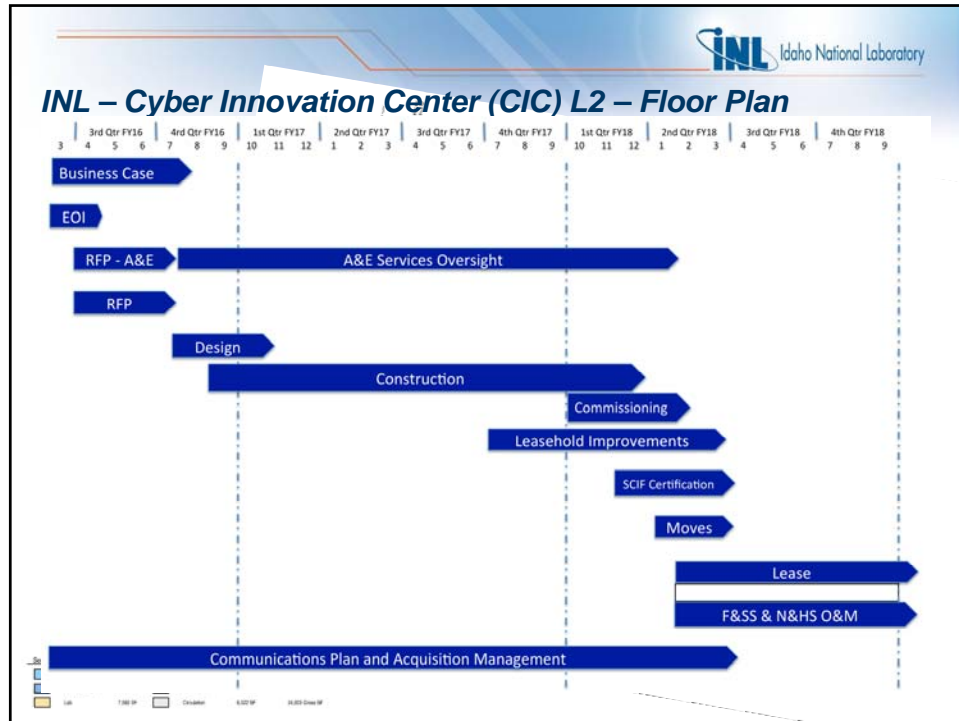 INL Idaho National Laboratory
INL – Cyber Innovation Center (CIC) L2 – Floor Plan
3rd Qtr FY16 4rd Qtr FY16 1st Qtr FY17 2nd Qtr FY17 3rd Qtr FY17 4th Qtr FY17 1st Qtr FY18 2nd Qtr FY18 3rd Qtr FY18 4th Qtr FY18
3 4 5 6 7 8 9 10 11 12 1 2 3 4 5 6 7 8 9 10 11 12 1 2 3 4 5 6 7 8 9
Business Case
EOI
RFP - A&E A&E Services Oversight
RFP
Design
Construction
Commissioning
Leasehold Improvements
SCIF Certification
Moves
Lease
F&SS & N&HS O&M
Communications Plan and Acquisition Management
Lab Circulation